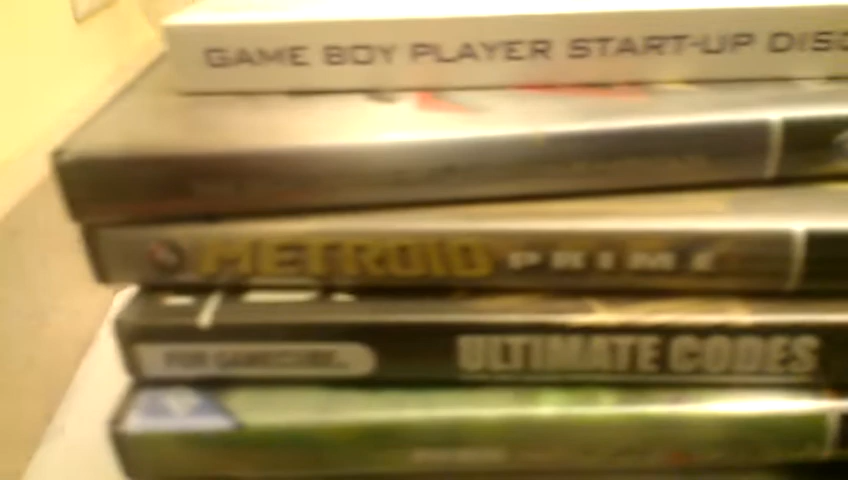 GAME BOY PLAYER START-UP DISC
METROID PRIME
FOR GAMECUBE
ULTIMATE CODES